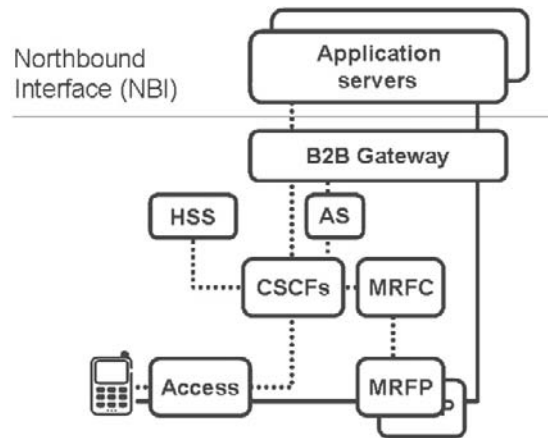 Northbound
Interface (NBI)
Application
servers
B2B Gateway
HSS
AS
CSCFs
MRFC
Access
MRFP
P